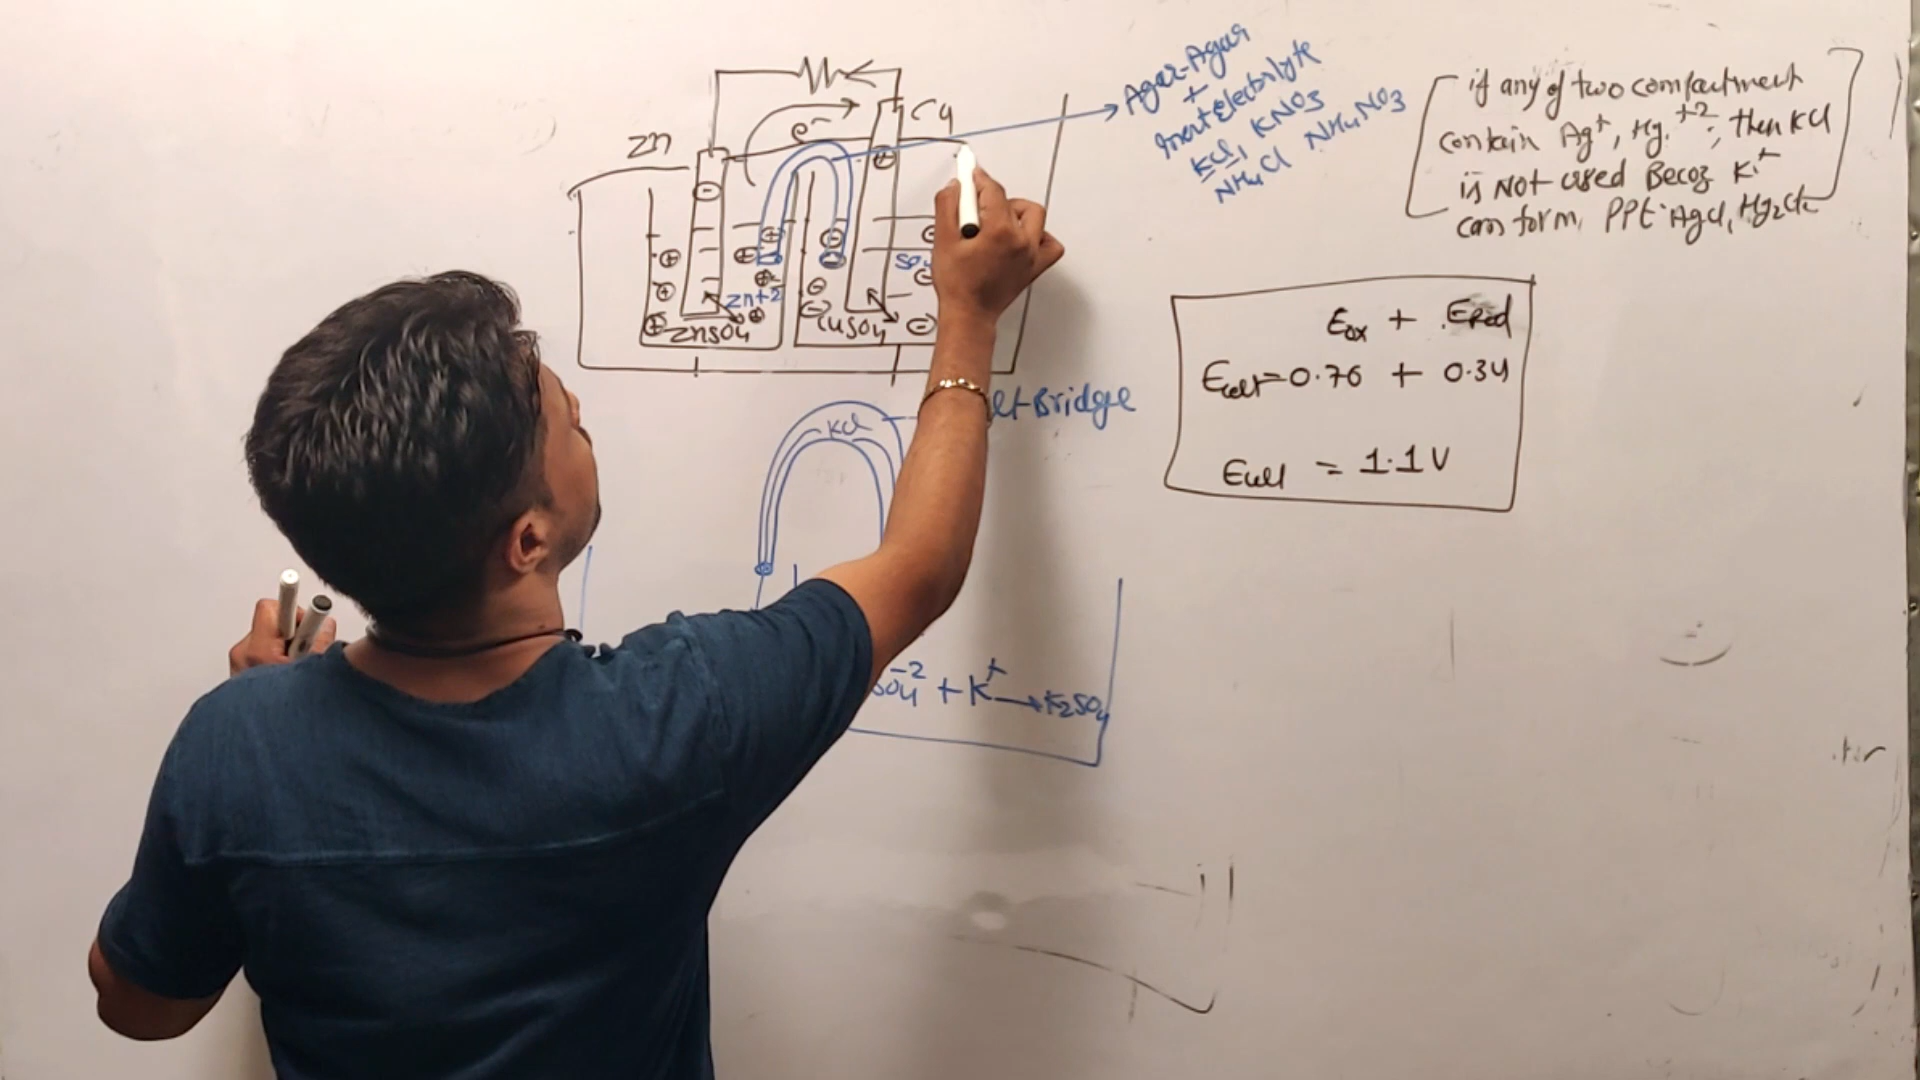 Zn
e-
Cu
Zn+2
ZnSO4
CuSO4
SO4
Agar-Agar
+
Inert Electrolyte
KCl, KNO3
NH4Cl NH4NO3
if any of two compartment
contain Ag+, Hg2+2; then KCl
is Not used Becoz K+
can form PPt. AgCl, Hg2Cl2
Eox + Ered
Ecell=0.76 + 0.34
Ecell = 1.1V
KCl
lt-Bridge
SO4-2 + K+ → K2SO4